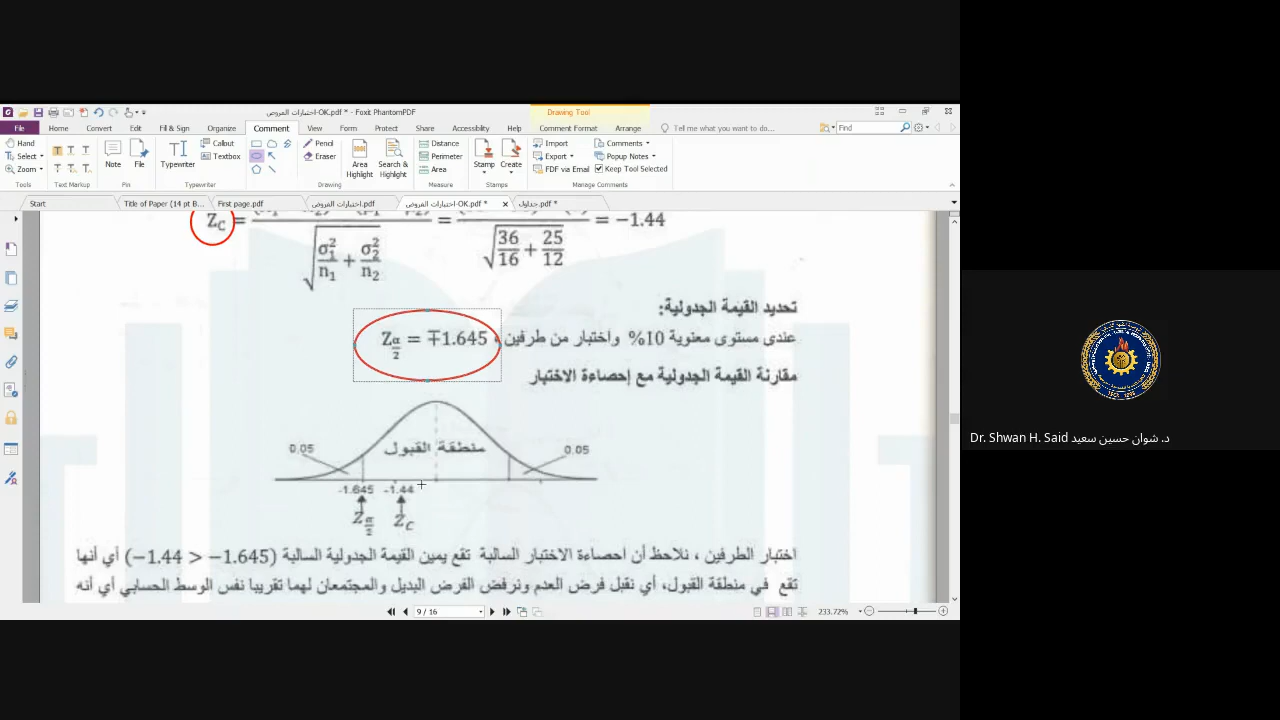 اختبارات الفروض-OK.pdf * - Foxit PhantomPDF
Drawing Tool
File Home Convert Edit Fill & Sign Organize Comment View Form Protect Share Accessibility Help Comment Format Arrange Tell me what you want to do... Find
Hand
Select
Zoom
Tools
Text Markup
Note
File
Pin
Typewriter
Callout
Textbox
Typewriter
Pencil
Eraser
Drawing
Area Highlight
Search & Highlight
Distance
Perimeter
Area
Measure
Stamp
Create
Stamps
Import
Export
FDF via Email
Comments
Popup Notes
Keep Tool Selected
Manage Comments
Start Title of Paper (14 pt B... First page.pdf اختبارات الفروض.pdf اختبارات الفروض-OK.pdf * جداول.pdf *
Z_C = / √(σ₁²/n₁ + σ₂²/n₂) = / √(36/16 + 25/12) = −1.44
تحديد القيمة الجدولية:
عندى مستوى معنوية 10% واختبار من طرفين ، Z_α/2 = ∓1.645
مقارنة القيمة الجدولية مع إحصاءة الاختبار
0.05 منطقة القبول 0.05
-1.645 -1.44
Z_α/2 Z_C
اختبار الطرفين ، نلاحظ أن احصاءة الاختبار السالبة تقع يمين القيمة الجدولية السالبة (−1.44 > −1.645) أي أنها
تقع في منطقة القبول، أي نقبل فرض العدم ونرفض الفرض البديل والمجتمعان لهما تقريبا نفس الوسط الحسابي أي أنه
9 / 16
233.72%
Dr. Shwan H. Said د. شوان حسين سعيد